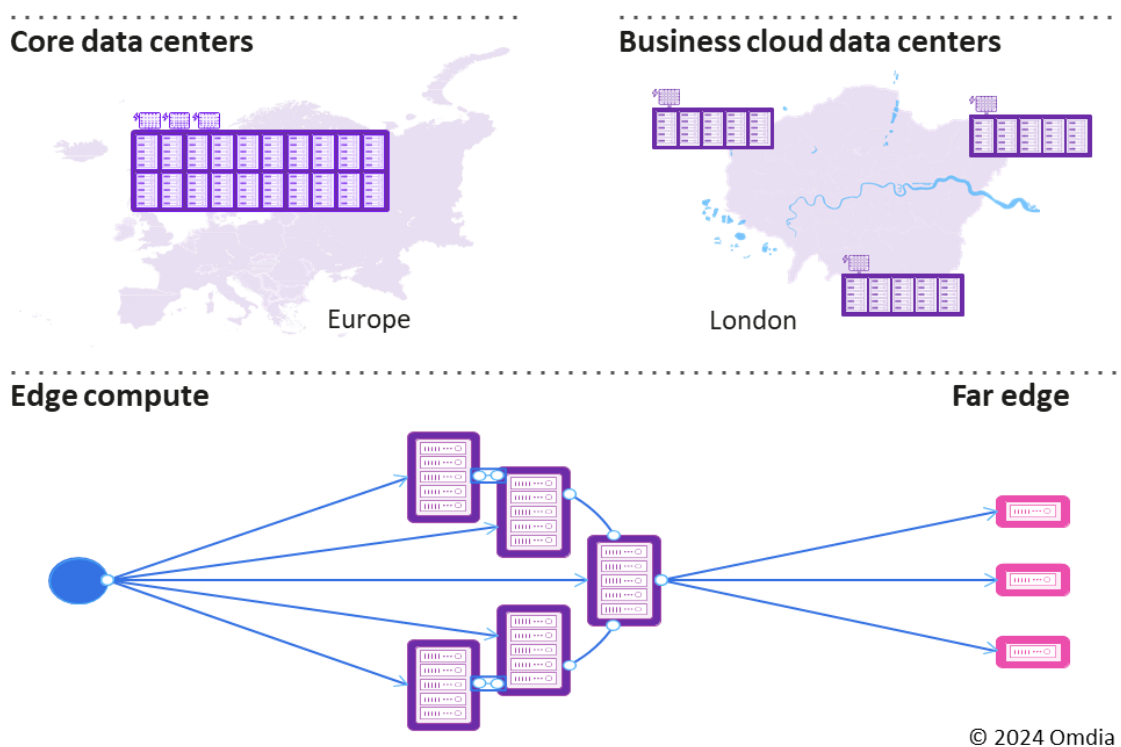 Core data centers
Business cloud data centers
Europe
London
Edge compute
Far edge
© 2024 Omdia